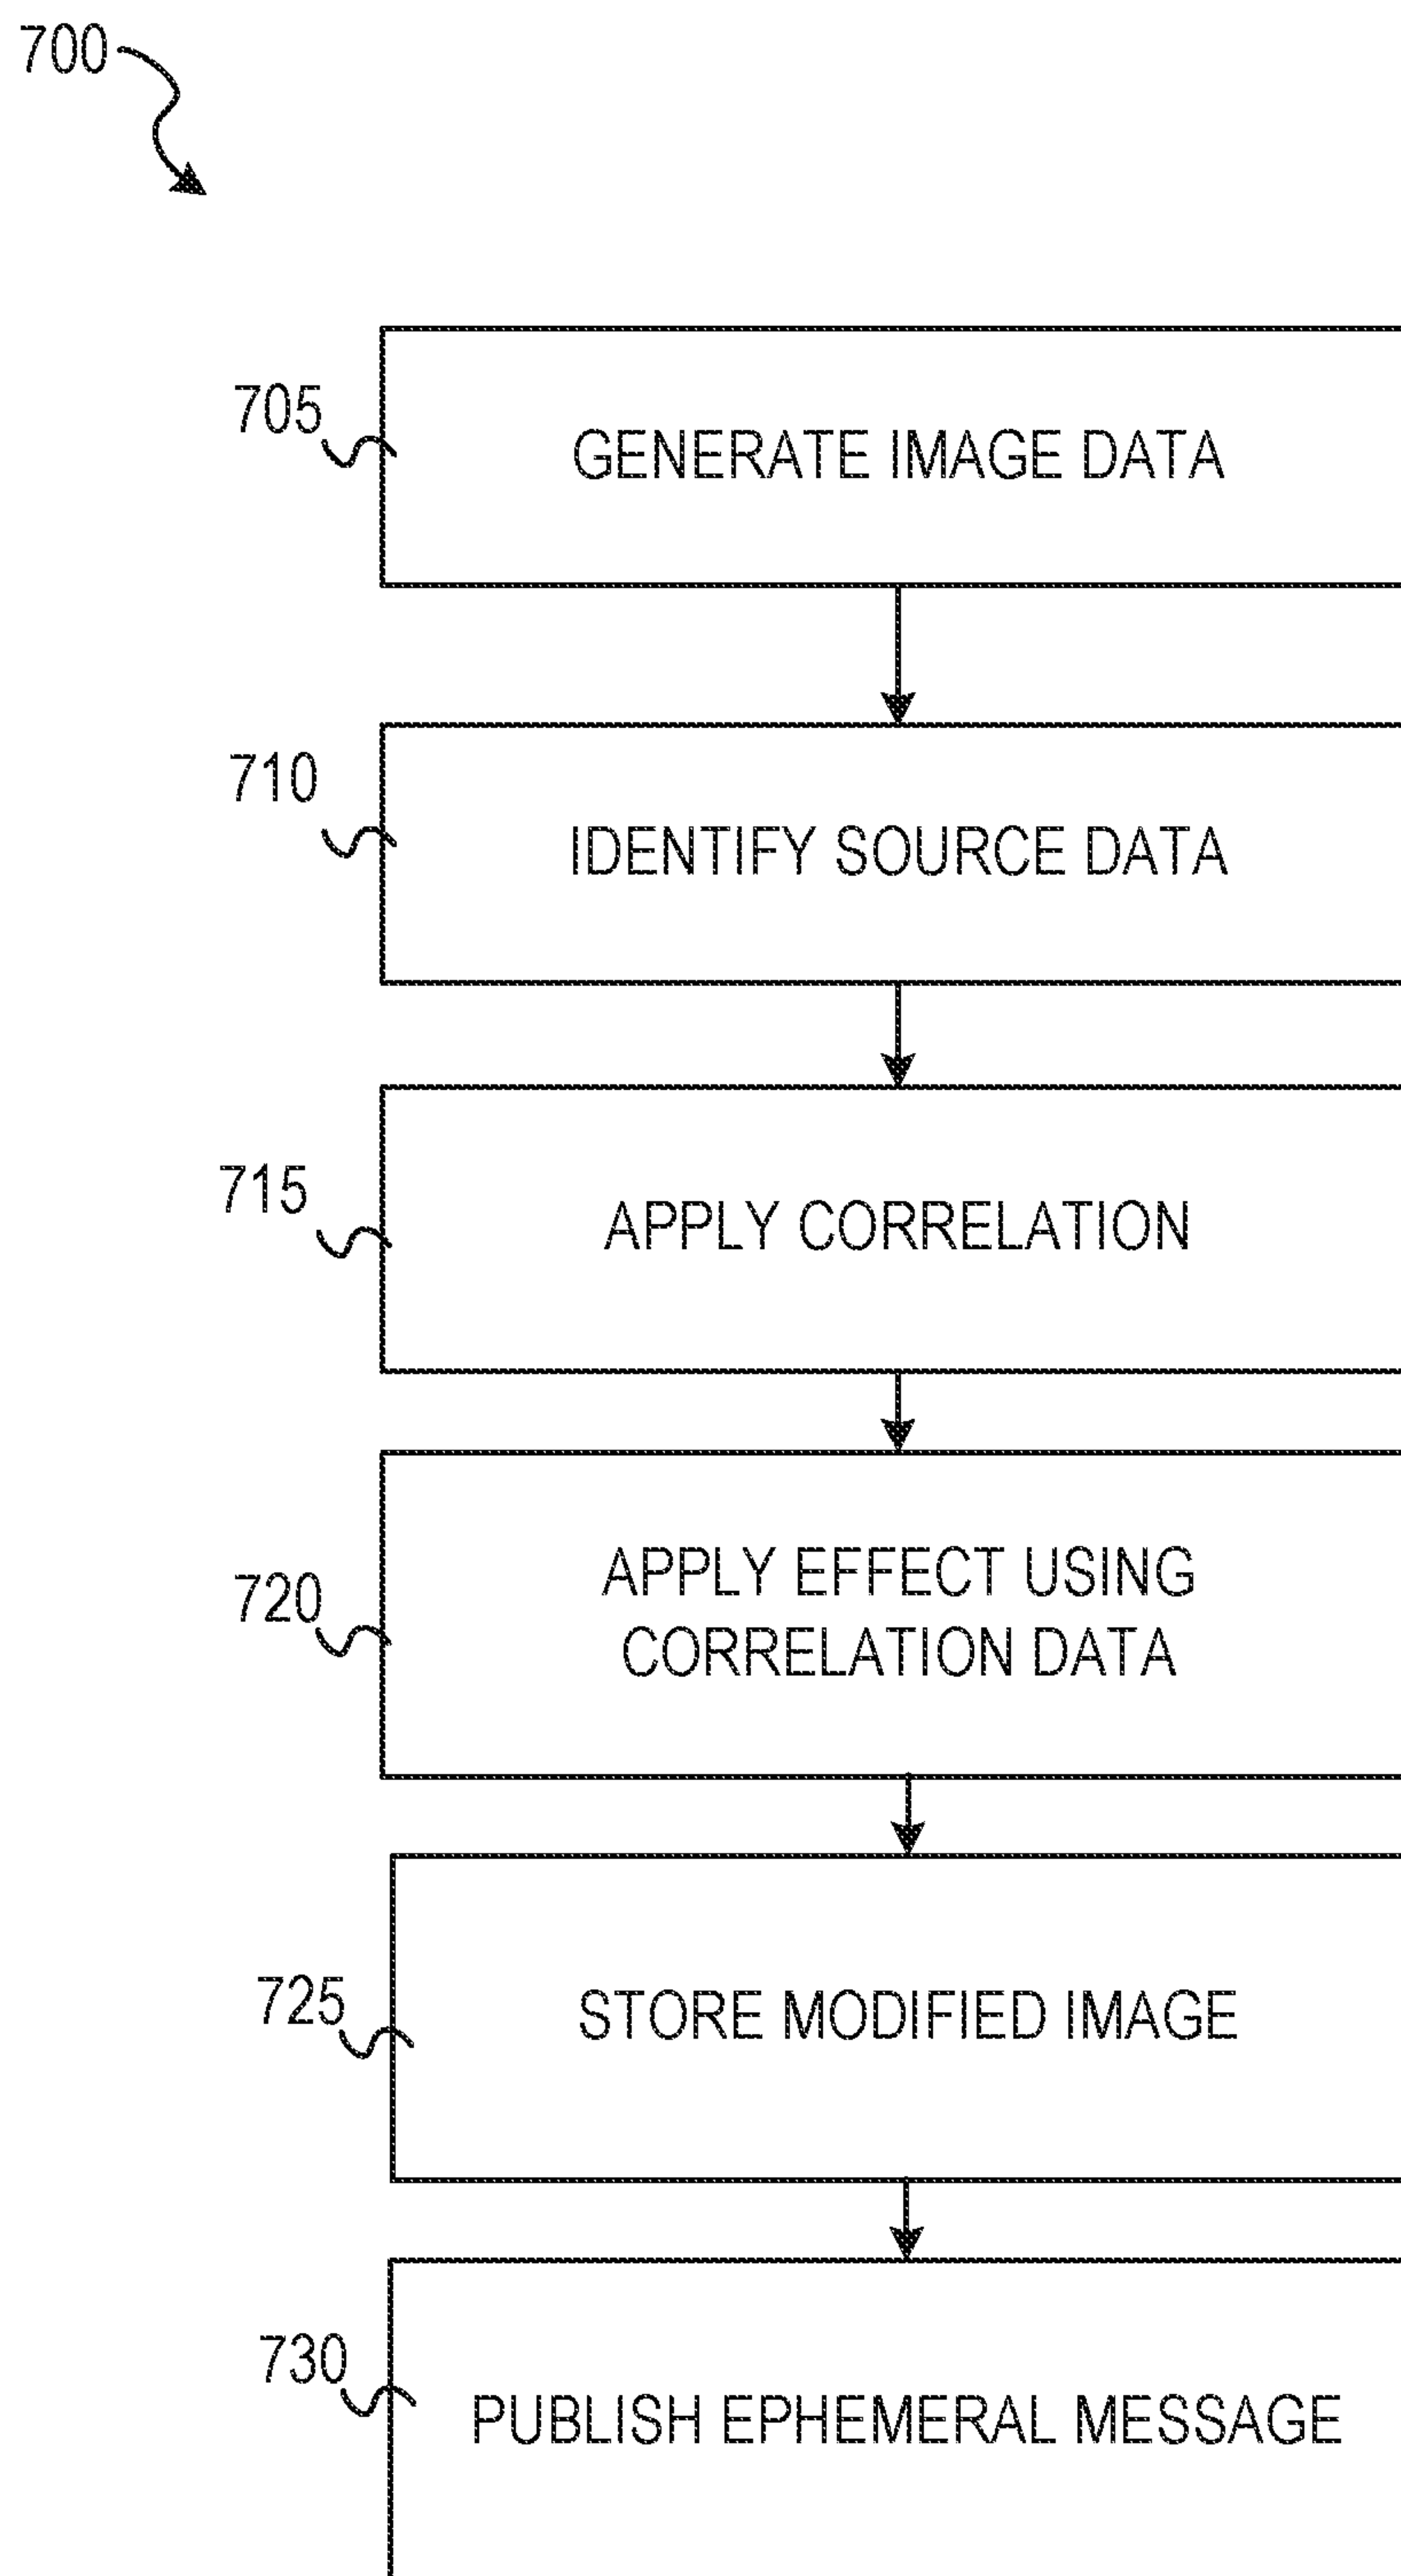 700
705
GENERATE IMAGE DATA
710
IDENTIFY SOURCE DATA
715
APPLY CORRELATION
720
APPLY EFFECT USING
CORRELATION DATA
725
STORE MODIFIED IMAGE
730
PUBLISH EPHEMERAL MESSAGE